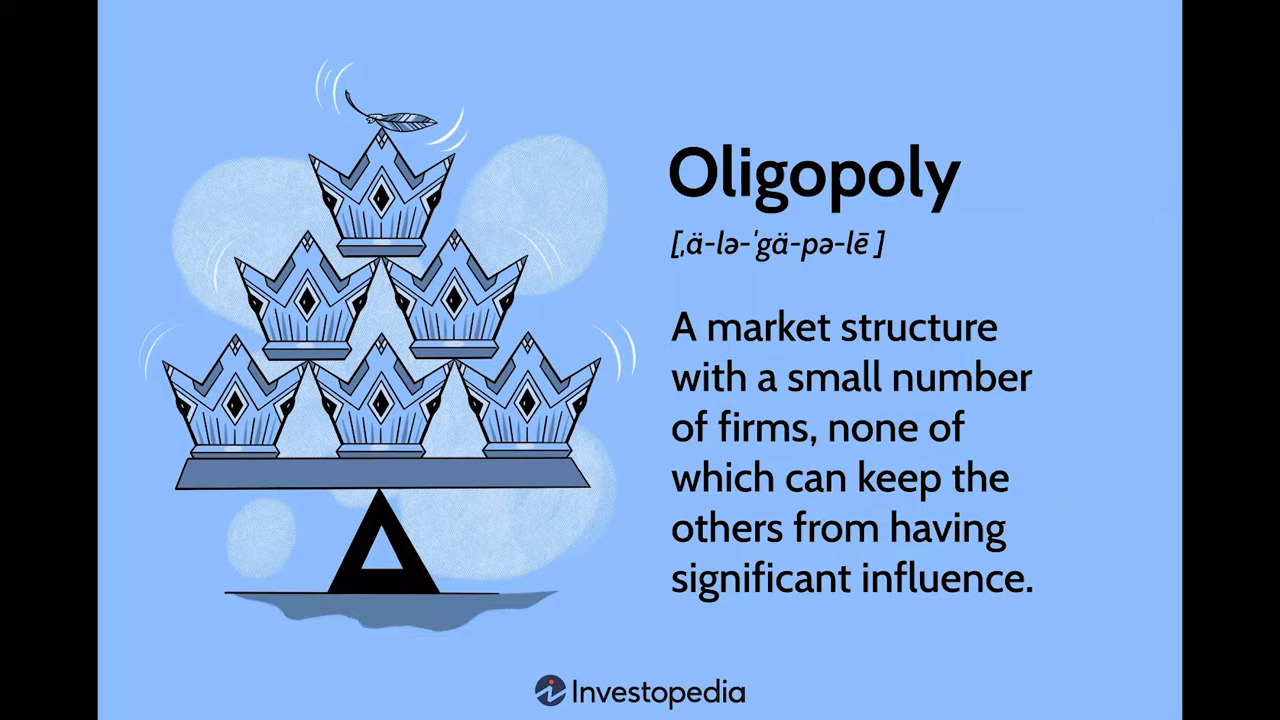 Oligopoly
[ˌä-lə-ˈgä-pə-lē ]
A market structure
with a small number
of firms, none of
which can keep the
others from having
significant influence.
Investopedia